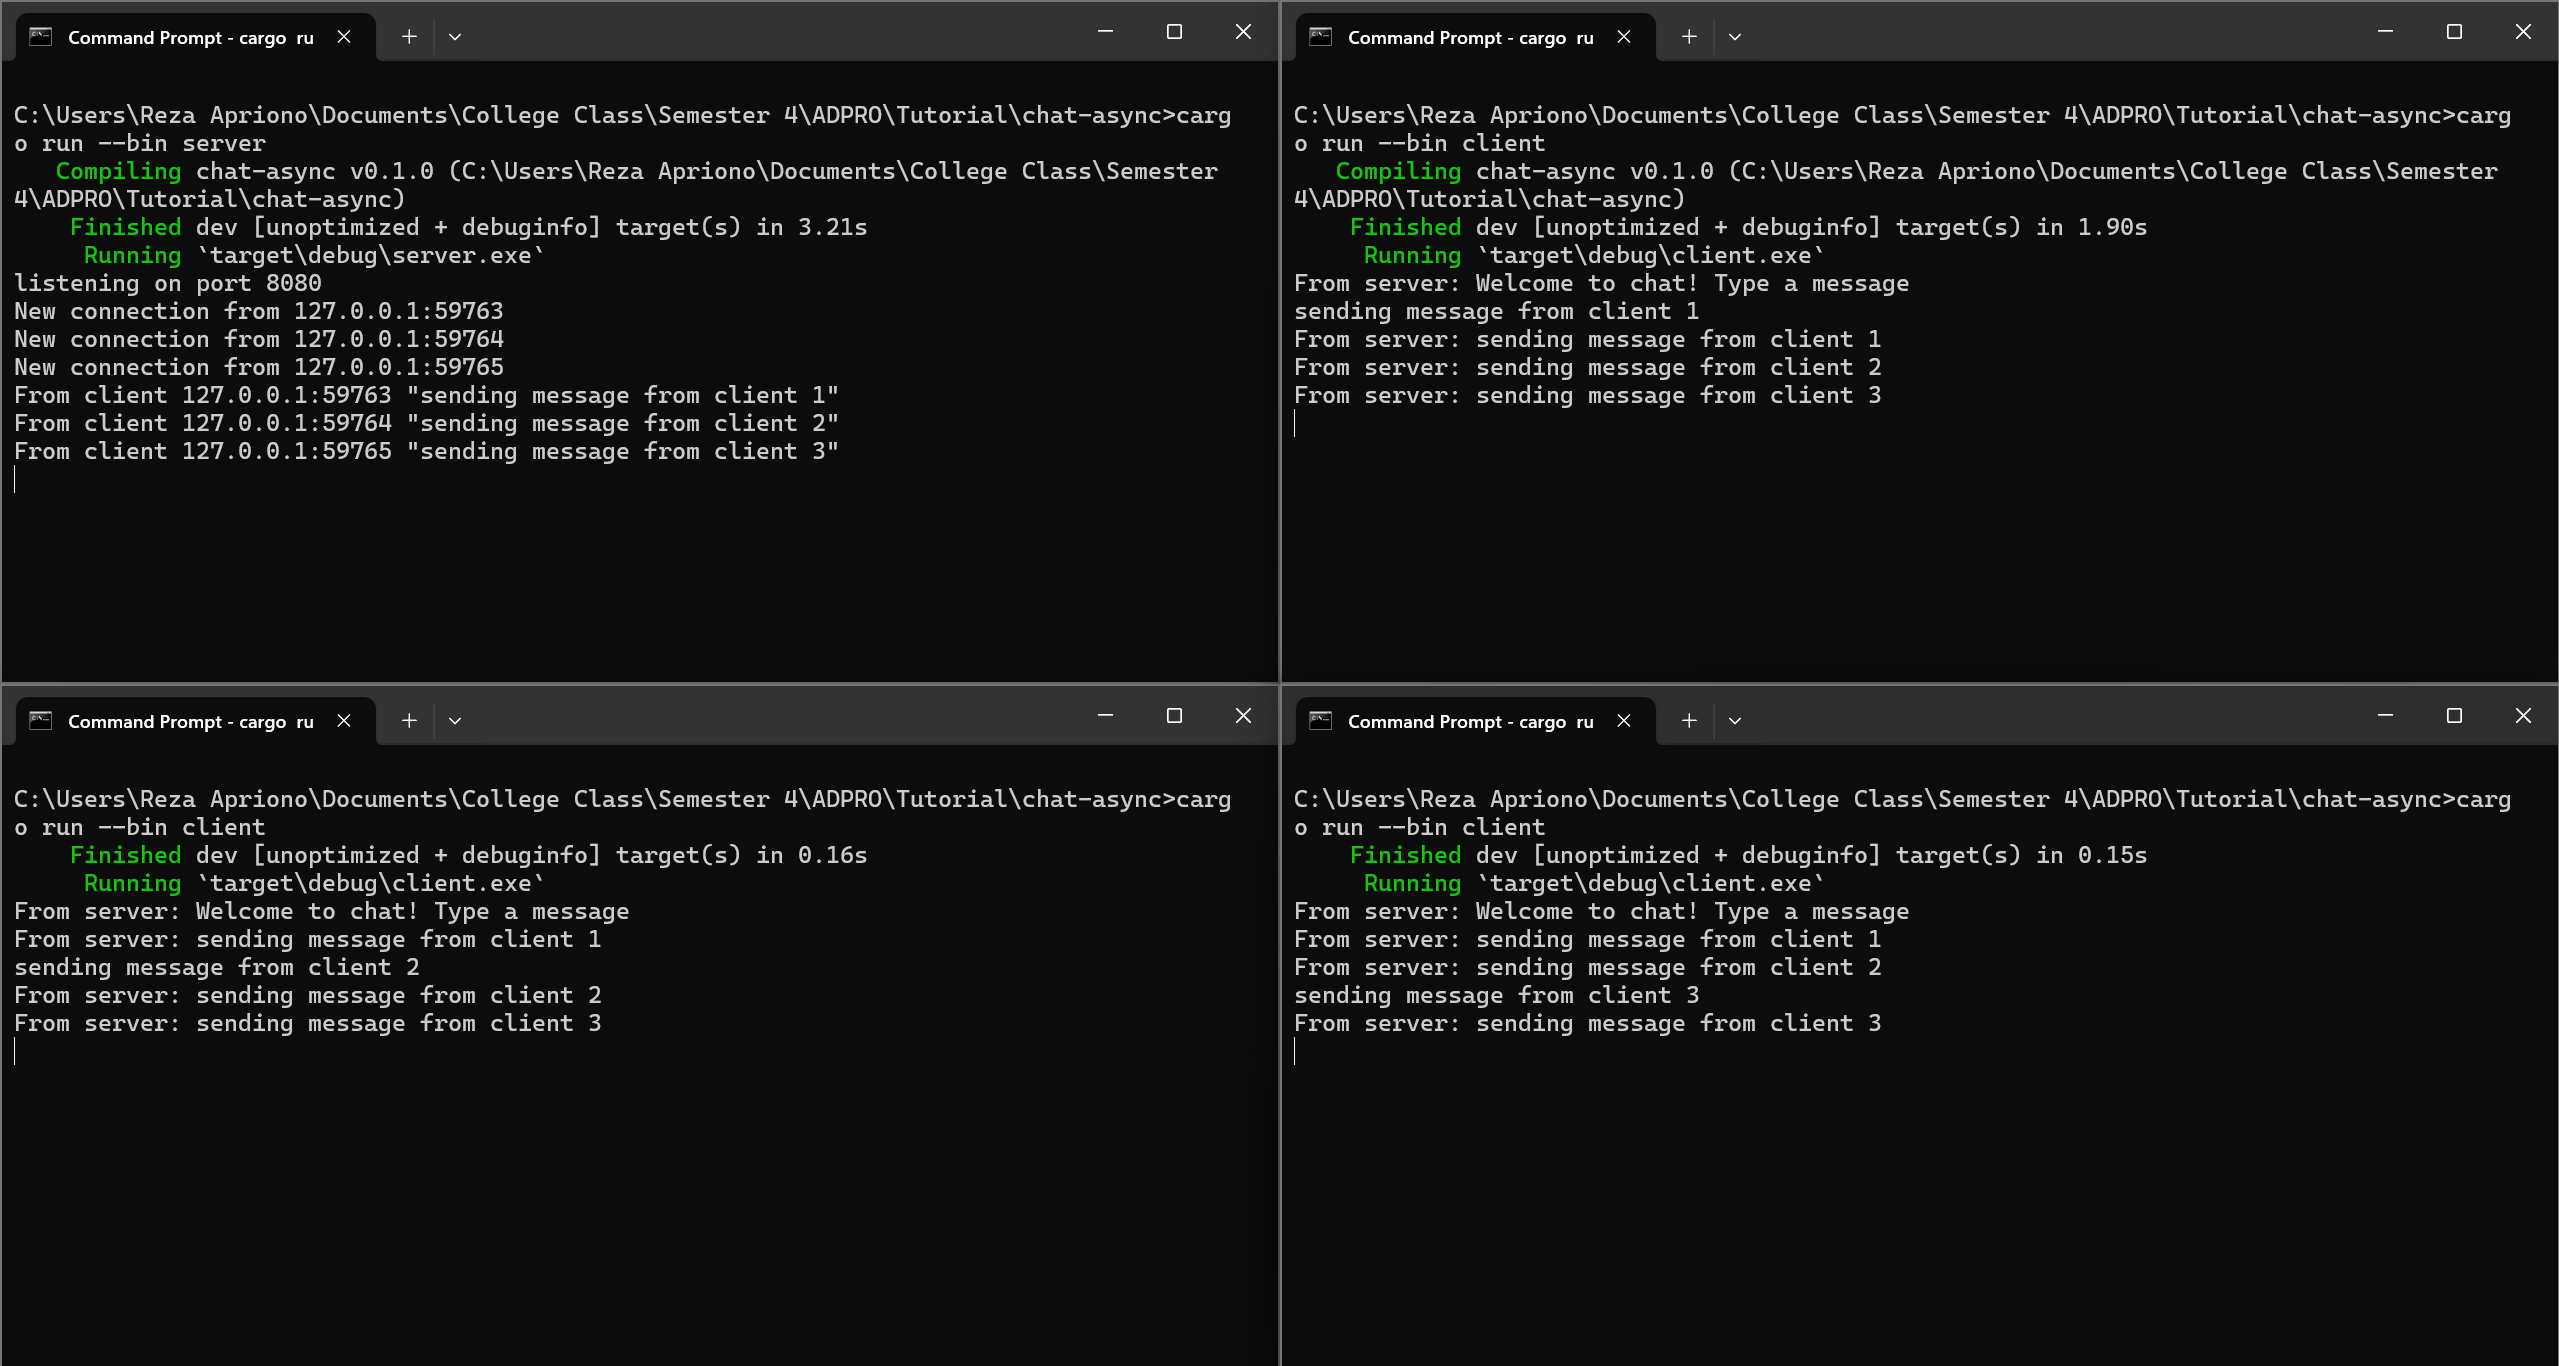 Command Prompt - cargo  ru
C:\Users\Reza Apriono\Documents\College Class\Semester 4\ADPRO\Tutorial\chat-async>carg
o run --bin server
   Compiling chat-async v0.1.0 (C:\Users\Reza Apriono\Documents\College Class\Semester
4\ADPRO\Tutorial\chat-async)
    Finished dev [unoptimized + debuginfo] target(s) in 3.21s
     Running `target\debug\server.exe`
listening on port 8080
New connection from 127.0.0.1:59763
New connection from 127.0.0.1:59764
New connection from 127.0.0.1:59765
From client 127.0.0.1:59763 "sending message from client 1"
From client 127.0.0.1:59764 "sending message from client 2"
From client 127.0.0.1:59765 "sending message from client 3"
Command Prompt - cargo  ru
C:\Users\Reza Apriono\Documents\College Class\Semester 4\ADPRO\Tutorial\chat-async>carg
o run --bin client
   Compiling chat-async v0.1.0 (C:\Users\Reza Apriono\Documents\College Class\Semester
4\ADPRO\Tutorial\chat-async)
    Finished dev [unoptimized + debuginfo] target(s) in 1.90s
     Running `target\debug\client.exe`
From server: Welcome to chat! Type a message
sending message from client 1
From server: sending message from client 1
From server: sending message from client 2
From server: sending message from client 3
Command Prompt - cargo  ru
C:\Users\Reza Apriono\Documents\College Class\Semester 4\ADPRO\Tutorial\chat-async>carg
o run --bin client
    Finished dev [unoptimized + debuginfo] target(s) in 0.16s
     Running `target\debug\client.exe`
From server: Welcome to chat! Type a message
From server: sending message from client 1
sending message from client 2
From server: sending message from client 2
From server: sending message from client 3
Command Prompt - cargo  ru
C:\Users\Reza Apriono\Documents\College Class\Semester 4\ADPRO\Tutorial\chat-async>carg
o run --bin client
    Finished dev [unoptimized + debuginfo] target(s) in 0.15s
     Running `target\debug\client.exe`
From server: Welcome to chat! Type a message
From server: sending message from client 1
From server: sending message from client 2
sending message from client 3
From server: sending message from client 3